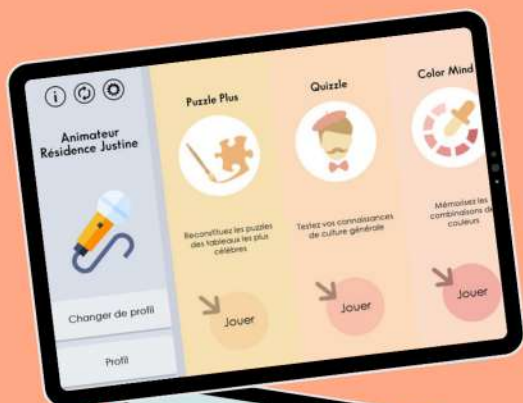 Animateur
Résidence Justine
Changer de profil
Profil
Puzzle Plus
Reconstituez les puzzles
des tableaux les plus
célèbres
Jouer
Quizzle
Testez vos connaissances
de culture générale
Jouer
Color Mind
Mémorisez les
combinaisons de
couleurs
Jouer